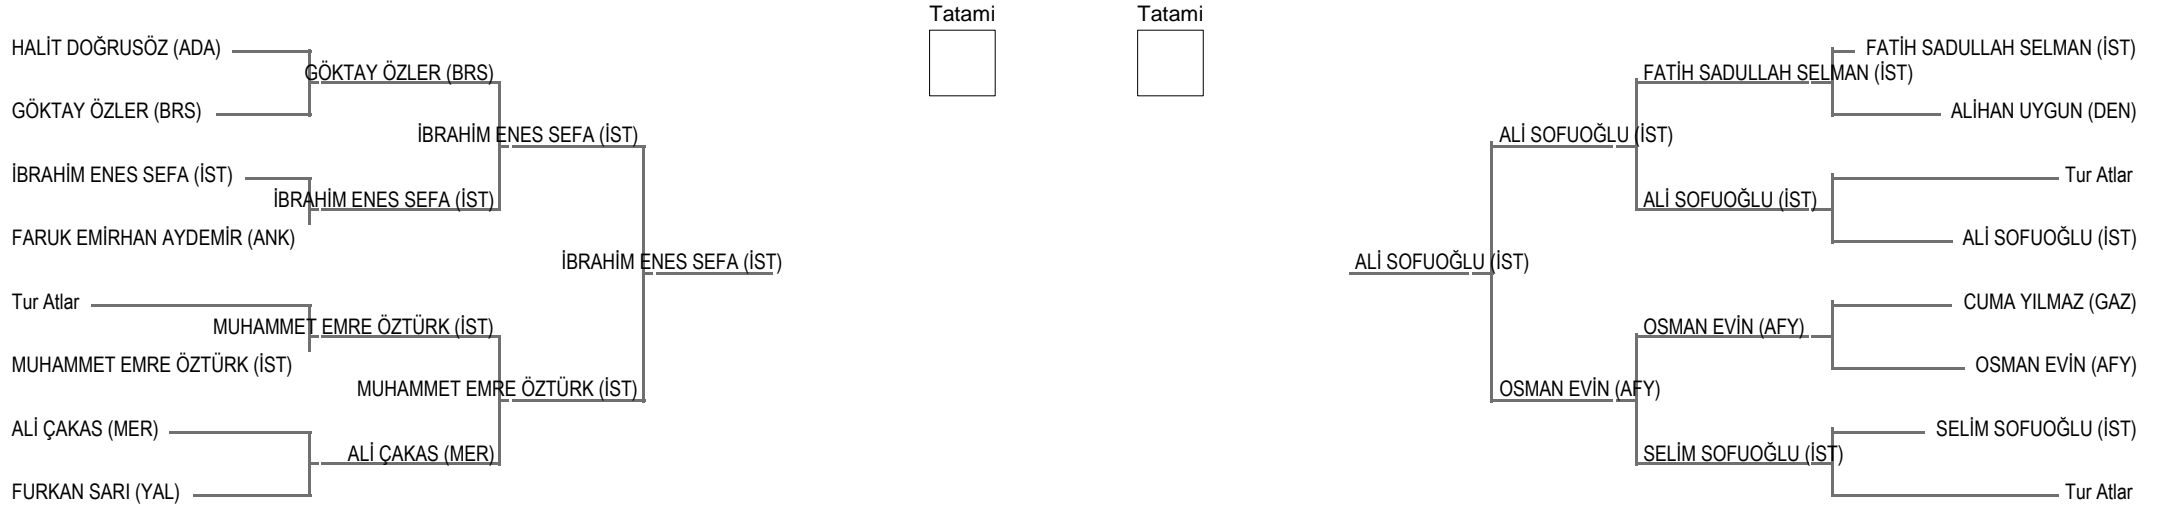 Tatami
Tatami
HALİT DOĞRUSÖZ (ADA)
GÖKTAY ÖZLER (BRS)
GÖKTAY ÖZLER (BRS)
İBRAHİM ENES SEFA (İST)
İBRAHİM ENES SEFA (İST)
İBRAHİM ENES SEFA (İST)
FARUK EMİRHAN AYDEMİR (ANK)
İBRAHİM ENES SEFA (İST)
Tur Atlar
MUHAMMET EMRE ÖZTÜRK (İST)
MUHAMMET EMRE ÖZTÜRK (İST)
MUHAMMET EMRE ÖZTÜRK (İST)
ALİ ÇAKAS (MER)
ALİ ÇAKAS (MER)
FURKAN SARI (YAL)
FATİH SADULLAH SELMAN (İST)
FATİH SADULLAH SELMAN (İST)
ALİHAN UYGUN (DEN)
ALİ SOFUOĞLU (İST)
Tur Atlar
ALİ SOFUOĞLU (İST)
ALİ SOFUOĞLU (İST)
ALİ SOFUOĞLU (İST)
CUMA YILMAZ (GAZ)
OSMAN EVİN (AFY)
OSMAN EVİN (AFY)
OSMAN EVİN (AFY)
SELİM SOFUOĞLU (İST)
SELİM SOFUOĞLU (İST)
Tur Atlar